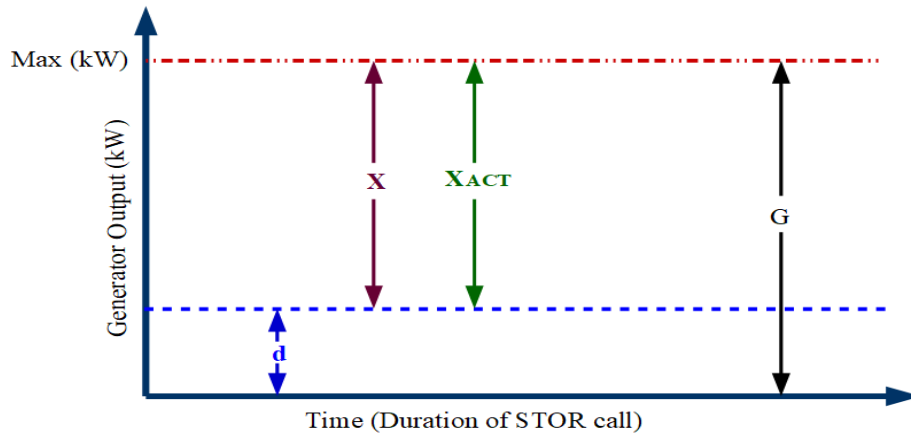 Max (kW)
Generator Output (kW)
X
XACT
G
d
Time (Duration of STOR call)